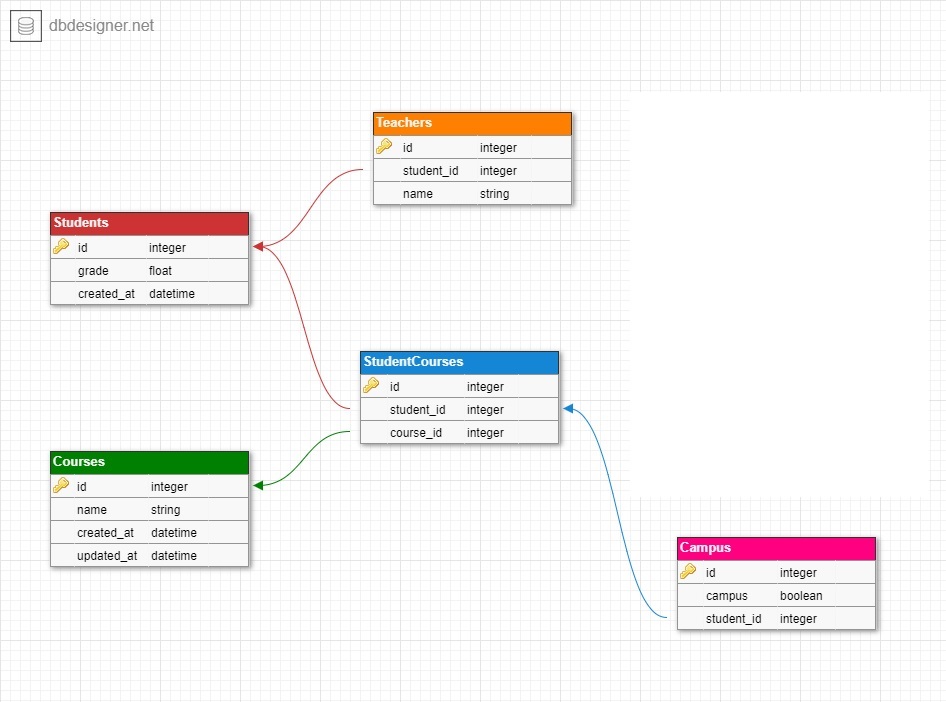 dbdesigner.net
Teachers
id integer
student_id integer
name string
Students
id integer
grade float
created_at datetime
StudentCourses
id integer
student_id integer
course_id integer
Courses
id integer
name string
created_at datetime
updated_at datetime
Campus
id integer
campus boolean
student_id integer